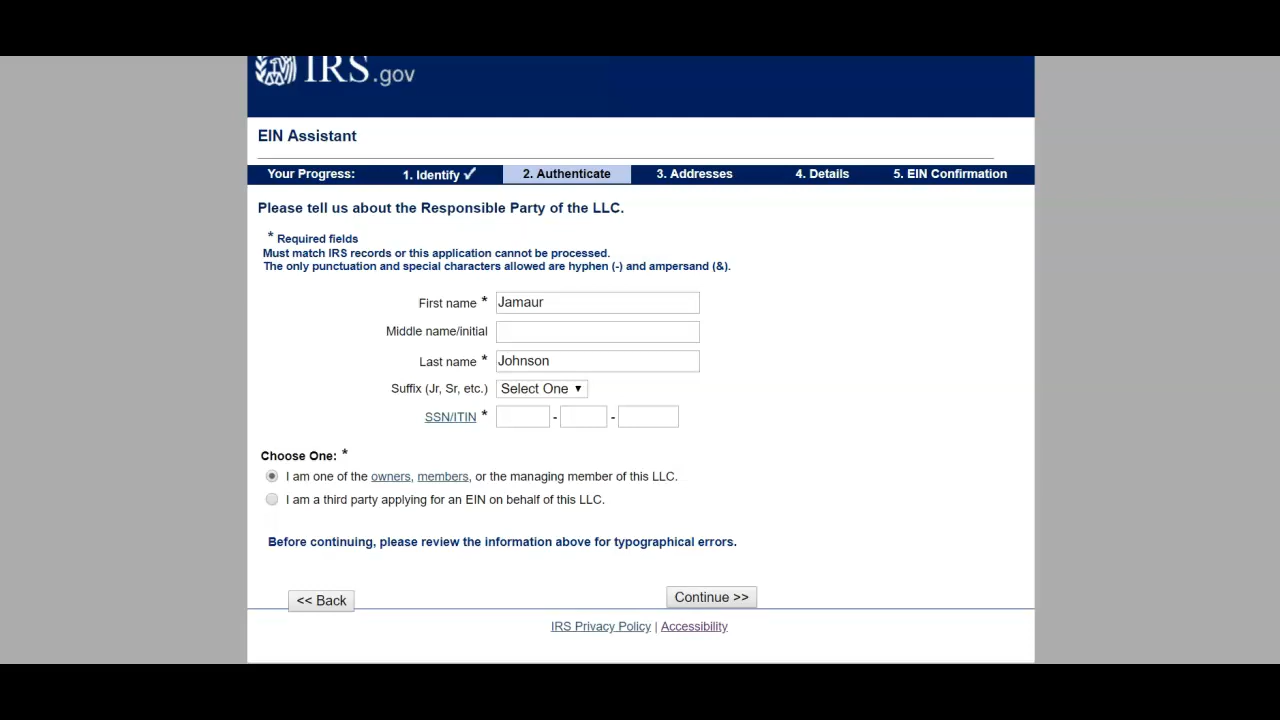 IRS.gov
EIN Assistant
Your Progress: 1. Identify ✓ 2. Authenticate 3. Addresses 4. Details 5. EIN Confirmation
Please tell us about the Responsible Party of the LLC.
* Required fields
Must match IRS records or this application cannot be processed.
The only punctuation and special characters allowed are hyphen (-) and ampersand (&).
First name * Jamaur
Middle name/initial
Last name * Johnson
Suffix (Jr, Sr, etc.) Select One ▼
SSN/ITIN * - -
Choose One: *
I am one of the owners, members, or the managing member of this LLC.
I am a third party applying for an EIN on behalf of this LLC.
Before continuing, please review the information above for typographical errors.
<< Back Continue >>
IRS Privacy Policy | Accessibility